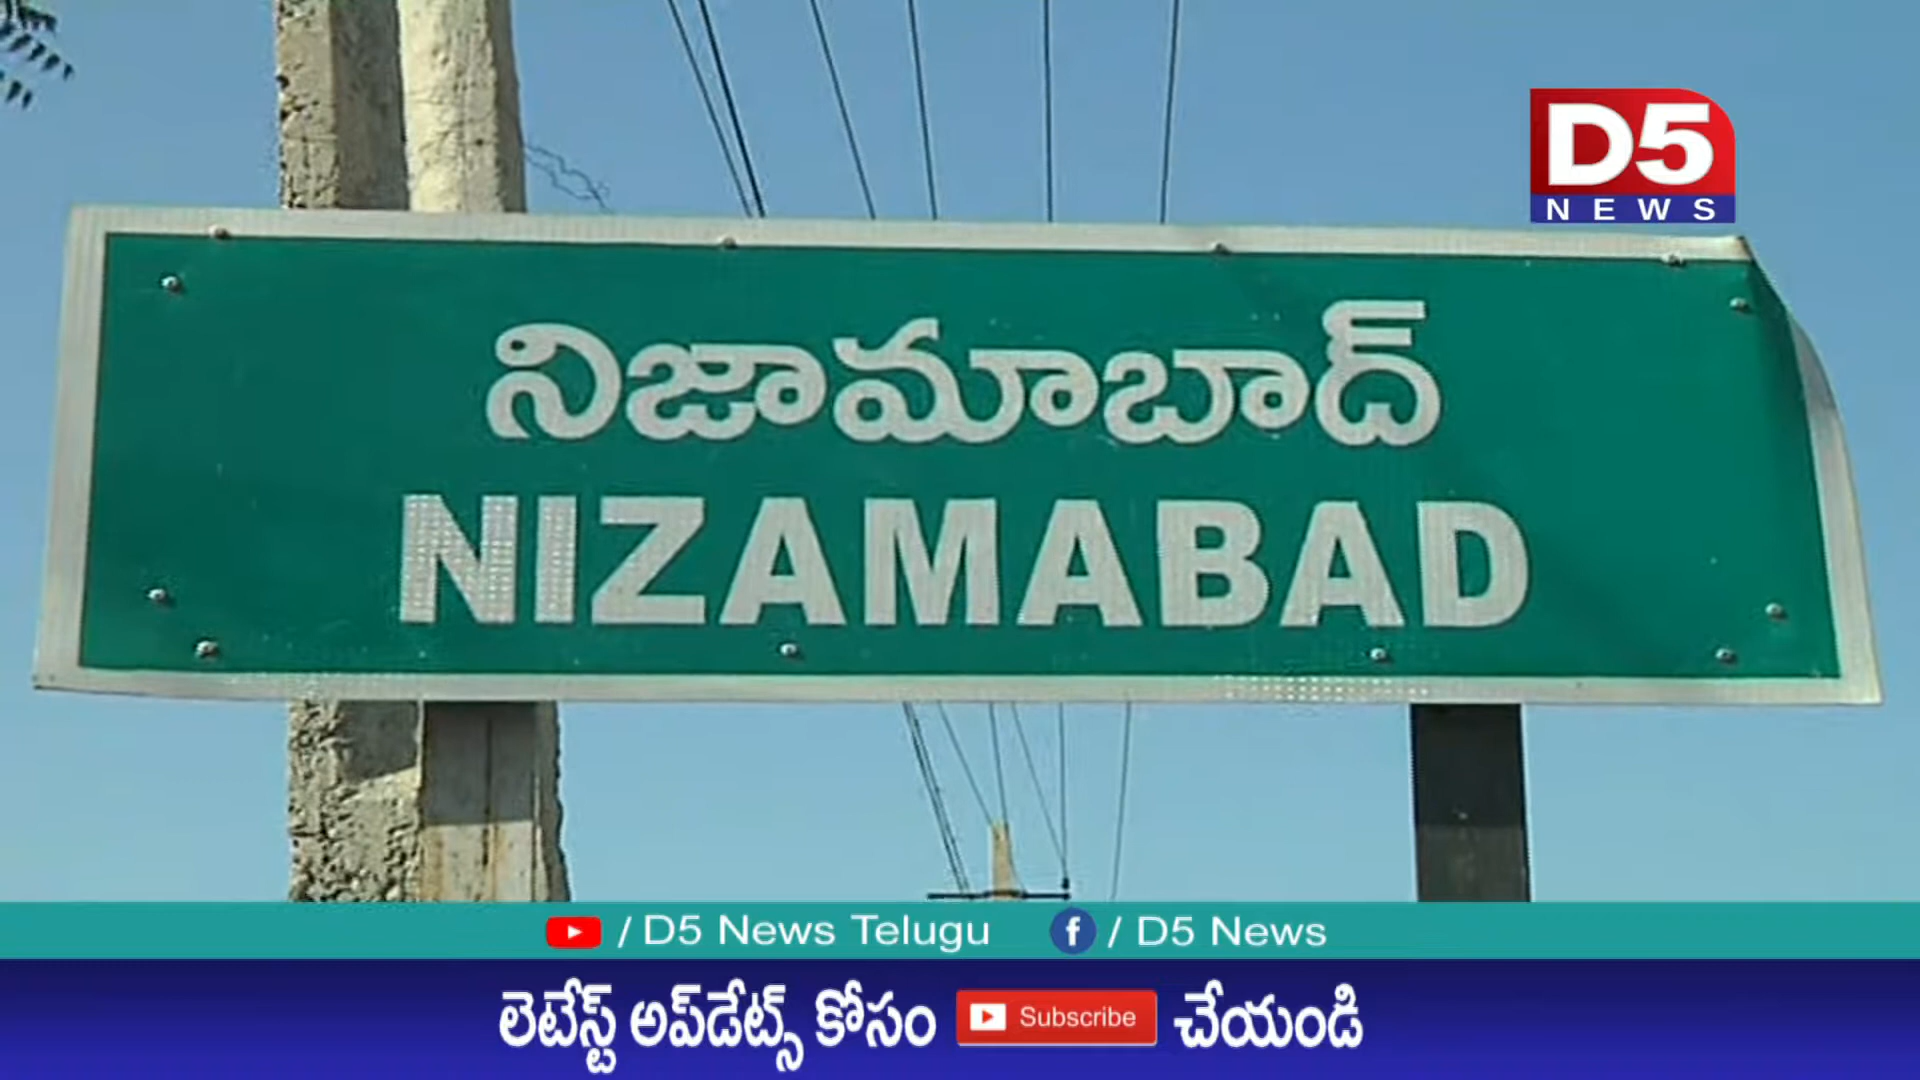 D5
NEWS
నిజామాబాద్
NIZAMABAD
/ D5 News Telugu / D5 News
లెటేస్ట్ అప్‌డేట్స్ కోసం Subscribe చేయండి